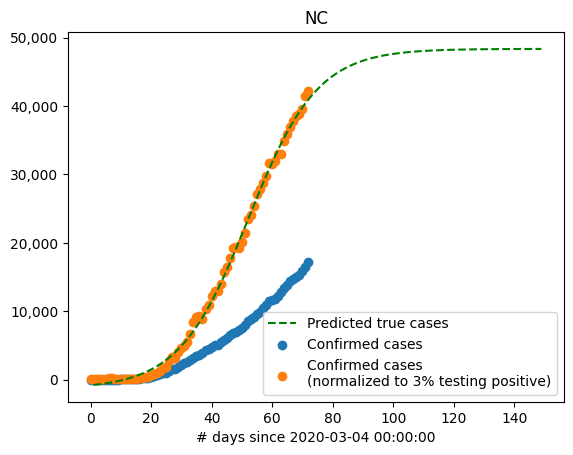 NC
50,000
40,000
30,000
20,000
10,000
0
Predicted true cases
Confirmed cases
Confirmed cases
(normalized to 3% testing positive)
0 20 40 60 80 100 120 140
# days since 2020-03-04 00:00:00